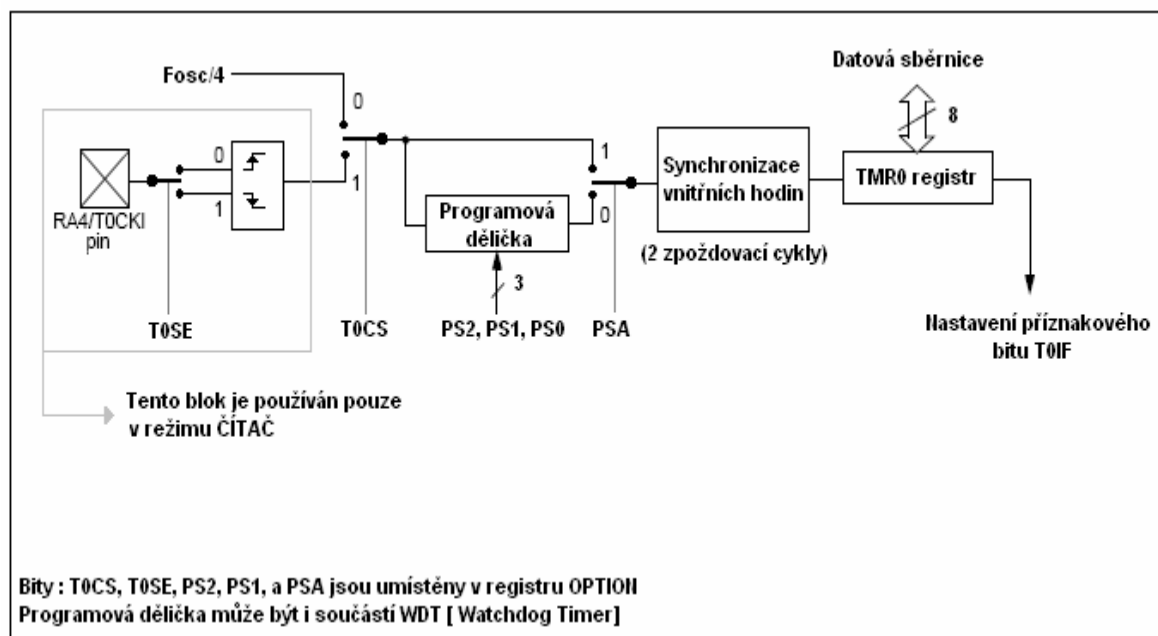 Datová sběrnice
8
Fosc/4
0
1
RA4/T0CKI
pin
0
1
T0SE
T0CS
Programová
dělička
3
PS2, PS1, PS0
1
0
PSA
Synchronizace
vnitřních hodin
(2 zpoždovací cykly)
TMR0 registr
Nastavení příznakového
bitu T0IF
Tento blok je používán pouze
v režimu ČÍTAČ
Bity : T0CS, T0SE, PS2, PS1, a PSA jsou umístěny v registru OPTION
Programová dělička může být i součástí WDT [ Watchdog Timer]